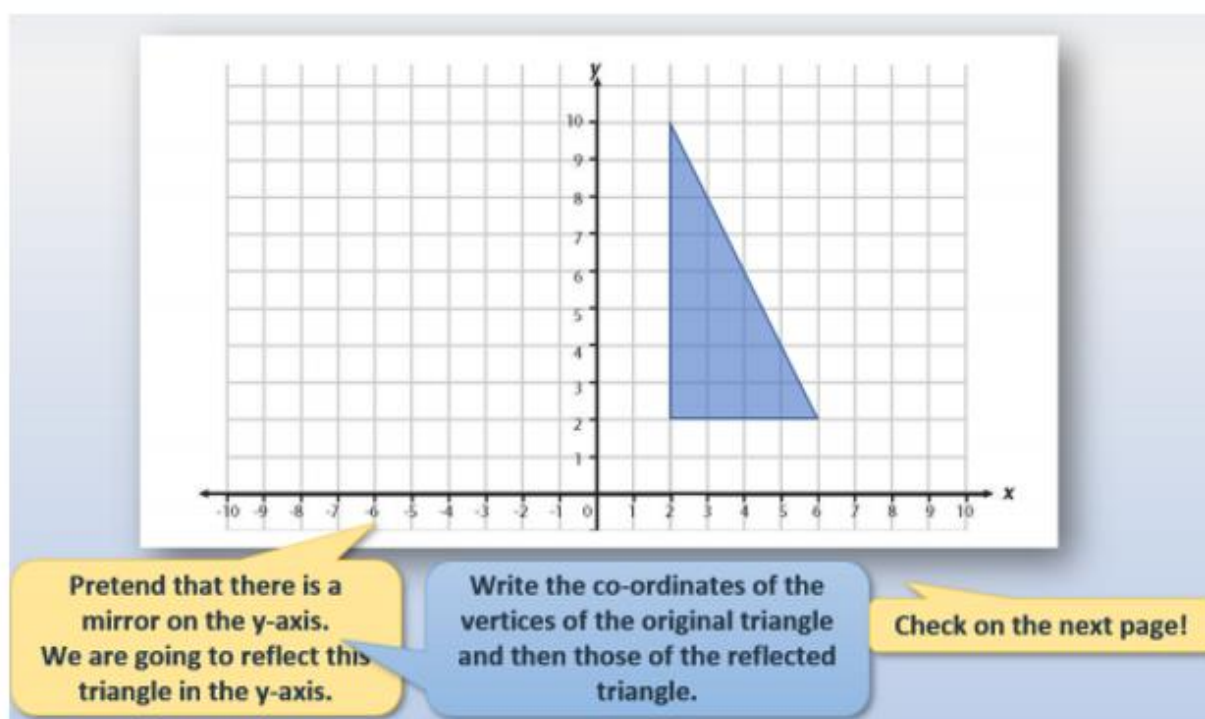 y
10
9
8
7
6
5
4
3
2
1
-10 -9 -8 -7 -6 -5 -4 -3 -2 -1 0 1 2 3 4 5 6 7 8 9 10 x
Pretend that there is a
mirror on the y-axis.
We are going to reflect this
triangle in the y-axis.
Write the co-ordinates of the
vertices of the original triangle
and then those of the reflected
triangle.
Check on the next page!